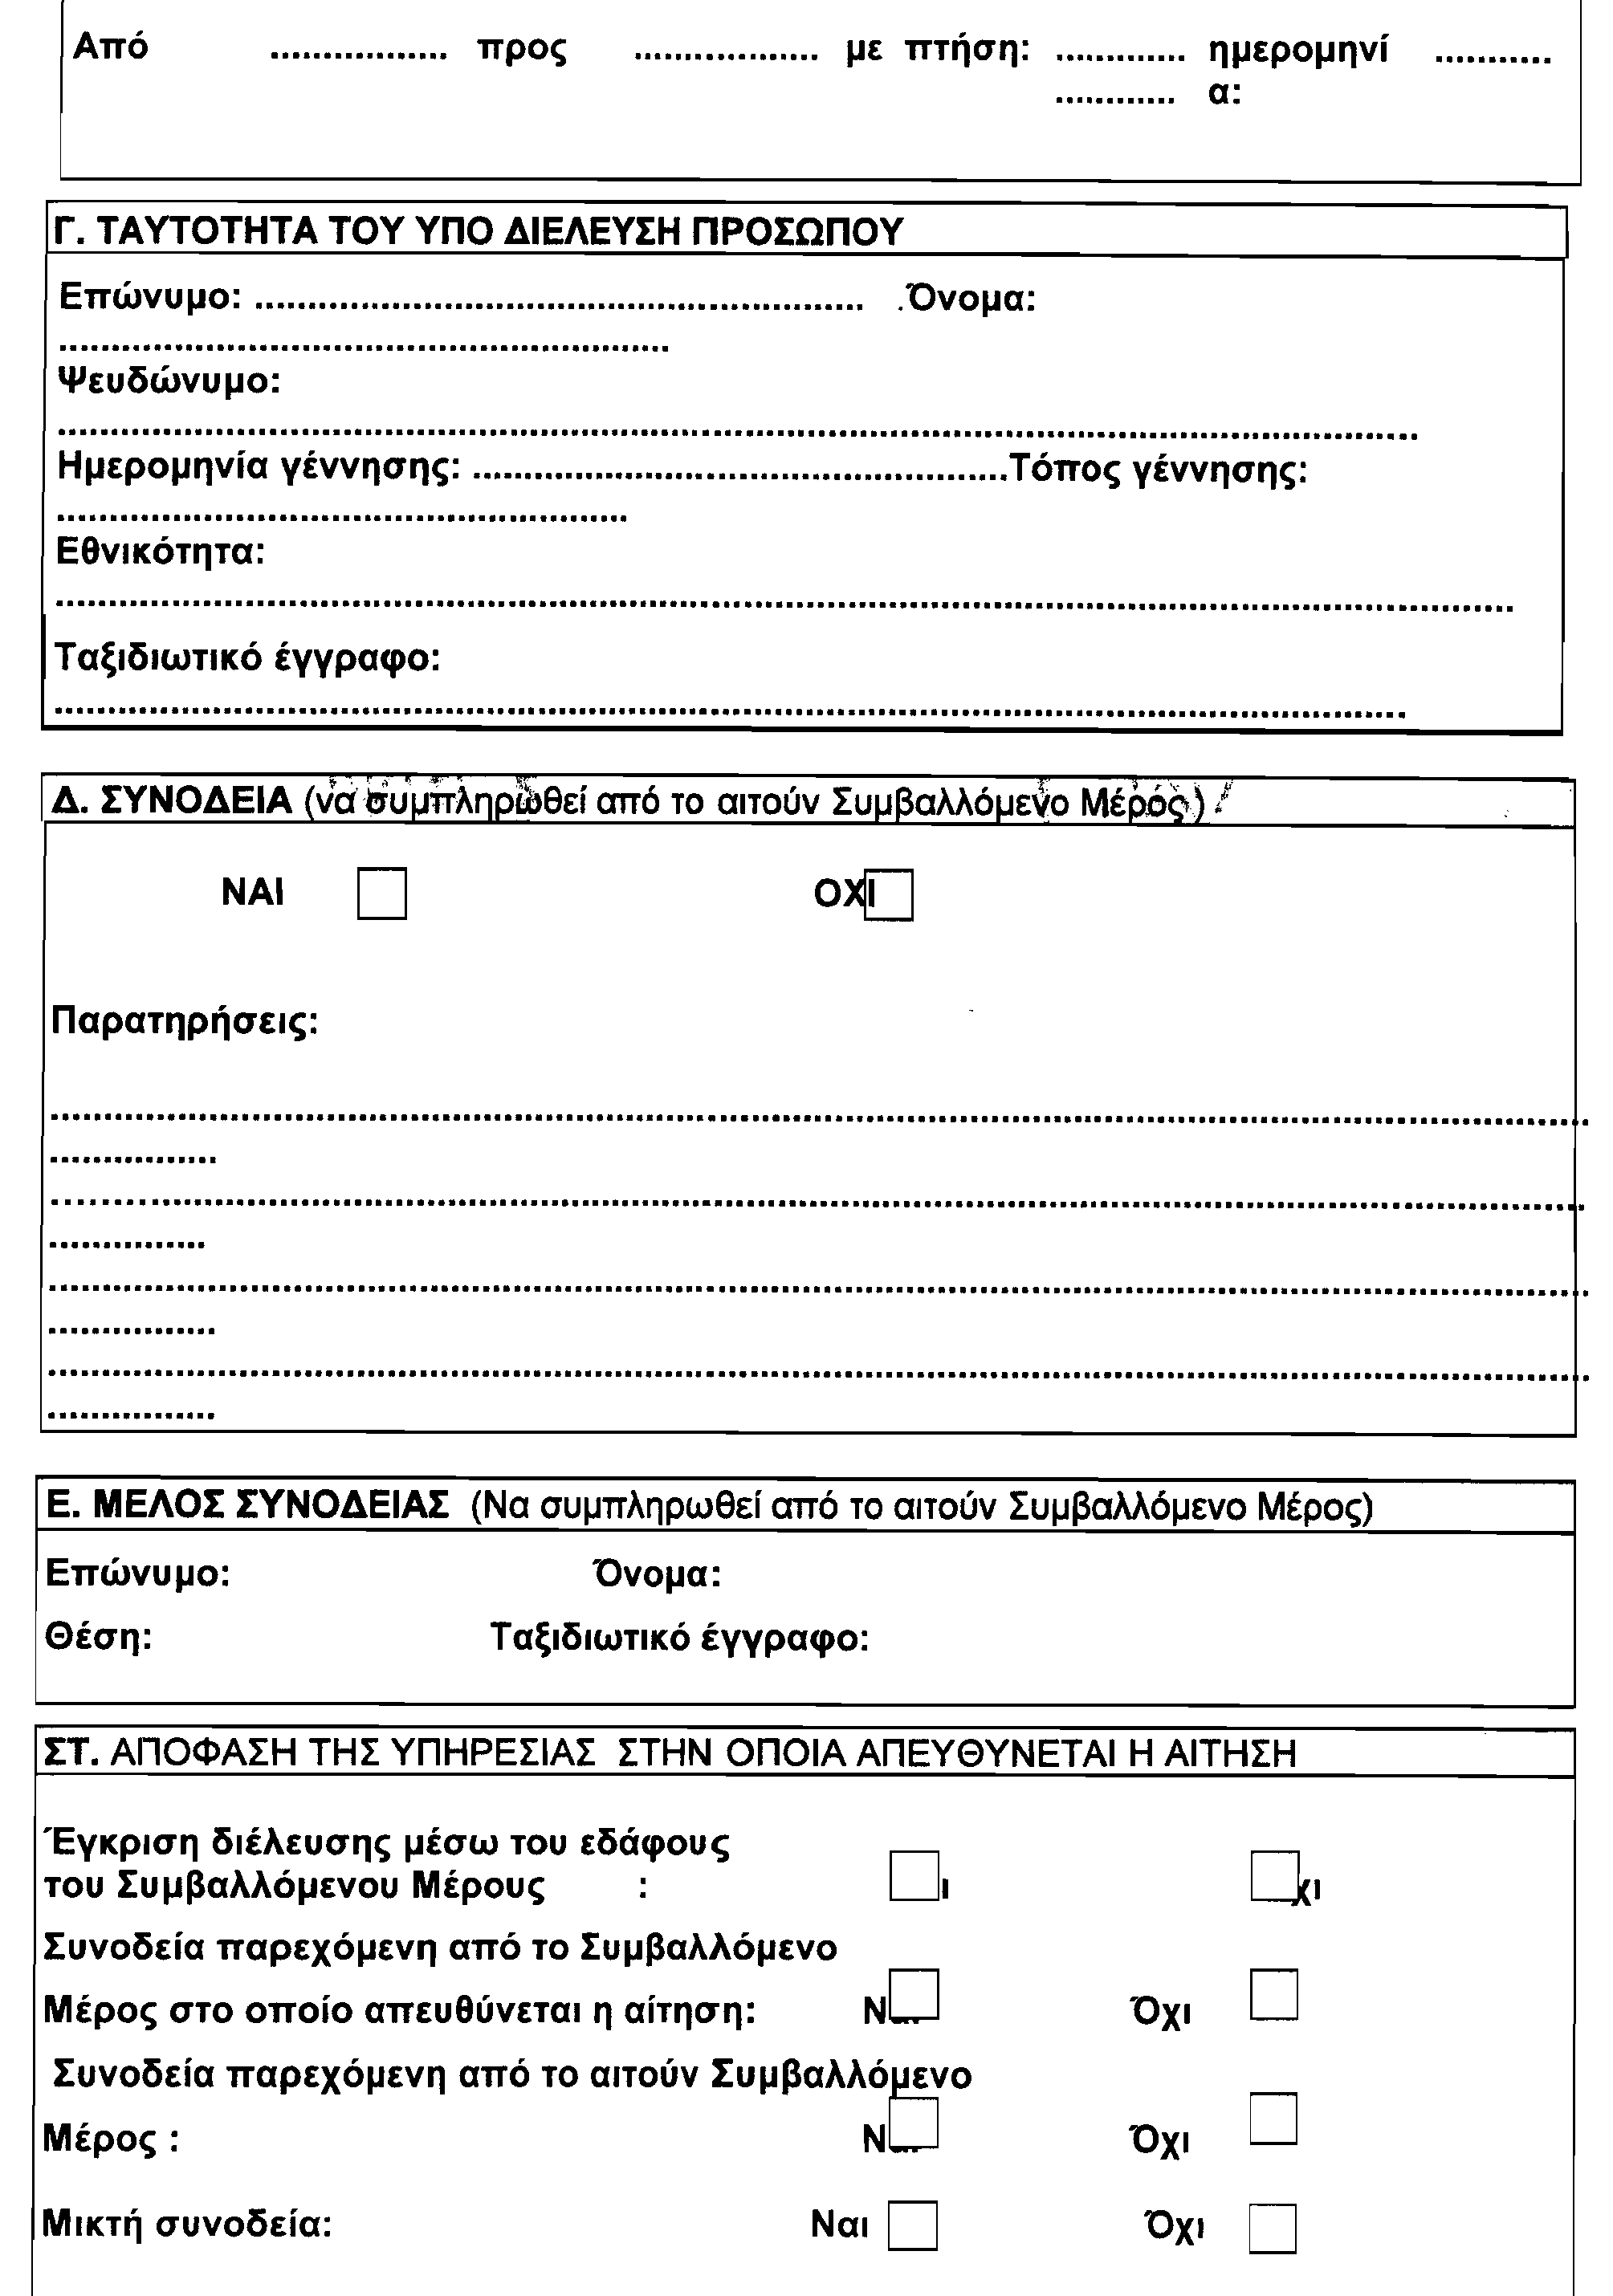 Από ................ προς ................. με πτήση: ............ ημερομηνί ...........
........... α:
Γ. ΤΑΥΤΟΤΗΤΑ ΤΟΥ ΥΠΟ ΔΙΕΛΕΥΣΗ ΠΡΟΣΩΠΟΥ
Επώνυμο: ........................................................ .Όνομα:
........................................................
Ψευδώνυμο:
..............................................................................................................................
Ημερομηνία γέννησης: .................................................Τόπος γέννησης:
.....................................................
Εθνικότητα:
.......................................................................................................................................
Ταξιδιωτικό έγγραφο:
.............................................................................................................................
Δ. ΣΥΝΟΔΕΙΑ (να συμπληρωθεί από το αιτούν Συμβαλλόμενο Μέρος)
ΝΑΙ ΟΧΙ
Παρατηρήσεις:
..............................................................................................................................................
................
..............................................................................................................................................
...............
..............................................................................................................................................
................
..............................................................................................................................................
................
Ε. ΜΕΛΟΣ ΣΥΝΟΔΕΙΑΣ (Να συμπληρωθεί από το αιτούν Συμβαλλόμενο Μέρος)
Επώνυμο: Όνομα:
Θέση: Ταξιδιωτικό έγγραφο:
ΣΤ. ΑΠΟΦΑΣΗ ΤΗΣ ΥΠΗΡΕΣΙΑΣ ΣΤΗΝ ΟΠΟΙΑ ΑΠΕΥΘΥΝΕΤΑΙ Η ΑΙΤΗΣΗ
Έγκριση διέλευσης μέσω του εδάφους
του Συμβαλλόμενου Μέρους : ι χι
Συνοδεία παρεχόμενη από το Συμβαλλόμενο
Μέρος στο οποίο απευθύνεται η αίτηση: Ν Όχι
Συνοδεία παρεχόμενη από το αιτούν Συμβαλλόμενο
Μέρος : Ν Όχι
Μικτή συνοδεία: Ναι Όχι